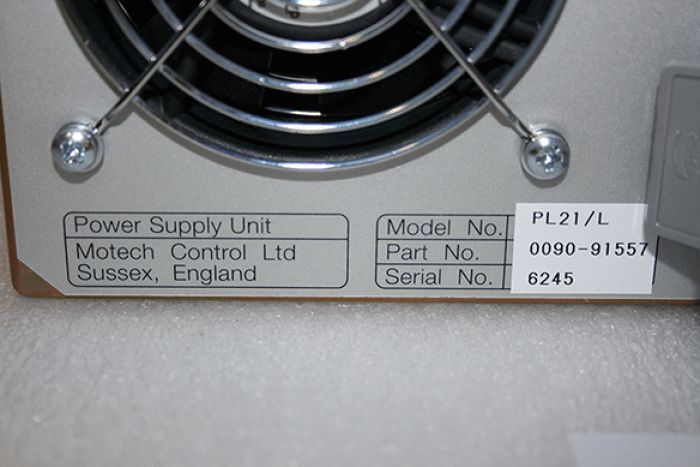 Power Supply Unit
Motech Control Ltd
Sussex, England
Model No. PL21/L
Part No. 0090-91557
Serial No. 6245